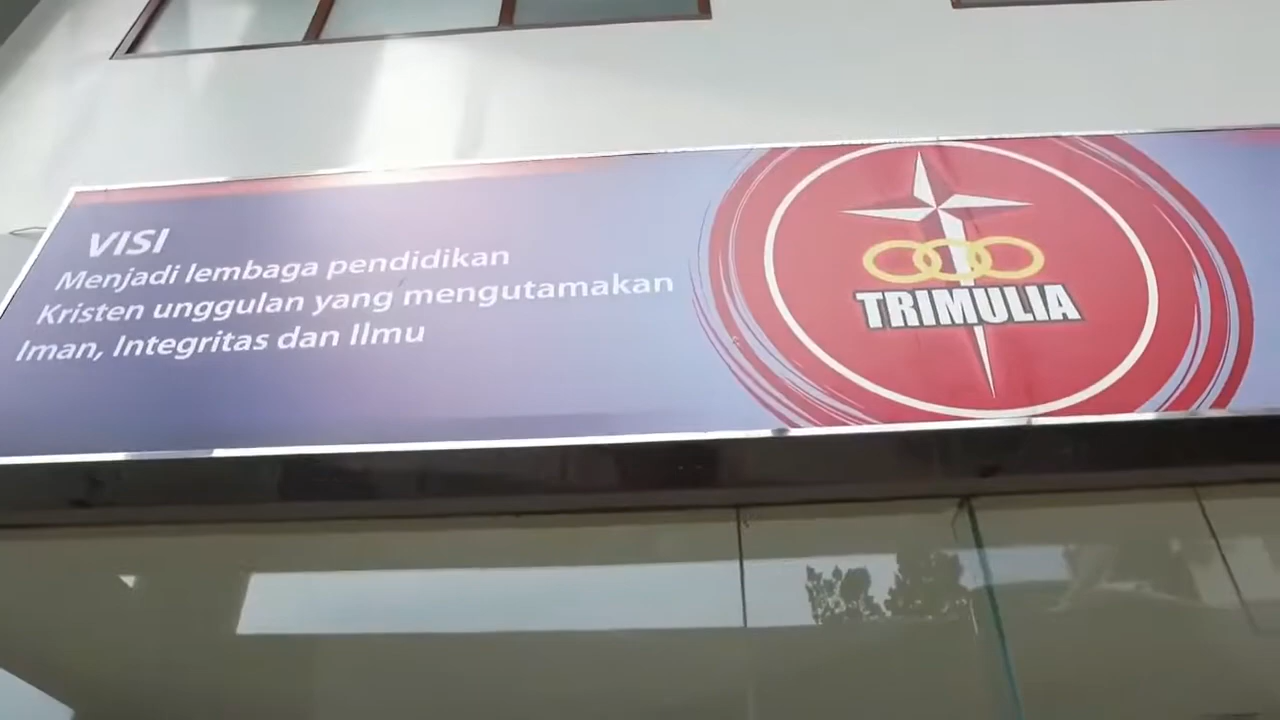 VISI
Menjadi lembaga pendidikan
Kristen unggulan yang mengutamakan
Iman, Integritas dan Ilmu
TRIMULIA